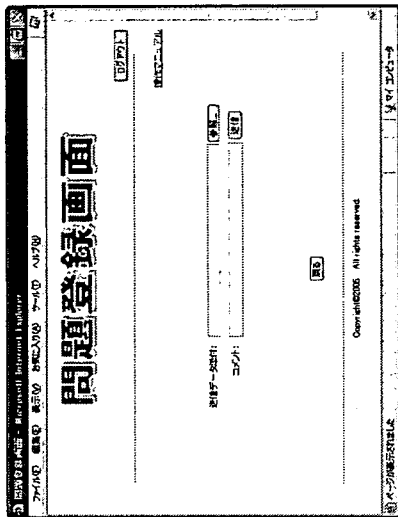 問題登録画面 - Microsoft Internet Explorer
ファイル(F) 編集(E) 表示(V) お気に入り(A) ツール(T) ヘルプ(H)
問題登録画面
ログアウト
操作マニュアル
送信データ添付: 参照...
コメント: 送信
戻る
Copyright©2005 All rights reserved.
ページが表示されました マイ コンピュータ